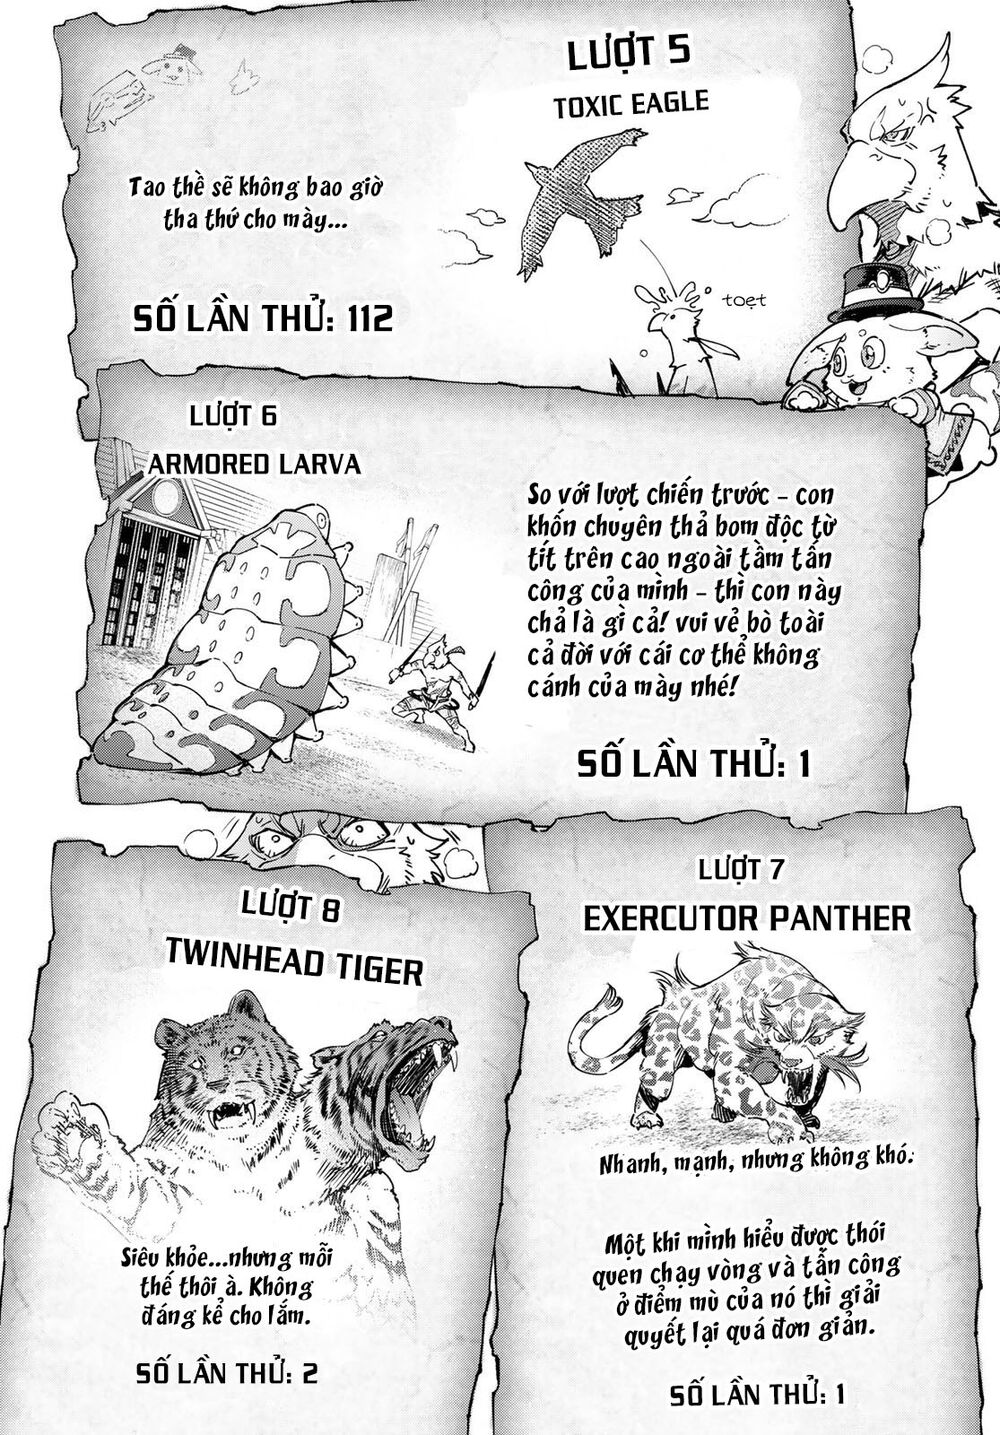 LƯỢT 5
TOXIC EAGLE
Tao thề sẽ không bao giờ
tha thứ cho mày...
SỐ LẦN THỬ: 112
toẹt
LƯỢT 6
ARMORED LARVA
So với lượt chiến trước - con
khốn chuyên thả bom độc từ
tít trên cao ngoài tầm tấn
công của mình - thì con này
chả là gì cả! vui vẻ bò toài
cả đời với cái cơ thể không
cánh của mày nhé!
SỐ LẦN THỬ: 1
LƯỢT 7
EXERCUTOR PANTHER
Nhanh, mạnh, nhưng không khó.
Một khi mình hiểu được thói
quen chạy vòng và tấn công
ở điểm mù của nó thì giải
quyết lại quá đơn giản.
SỐ LẦN THỬ: 1
LƯỢT 8
TWINHEAD TIGER
Siêu khỏe...nhưng mỗi
thế thôi à. Không
đáng kể cho lắm.
SỐ LẦN THỬ: 2